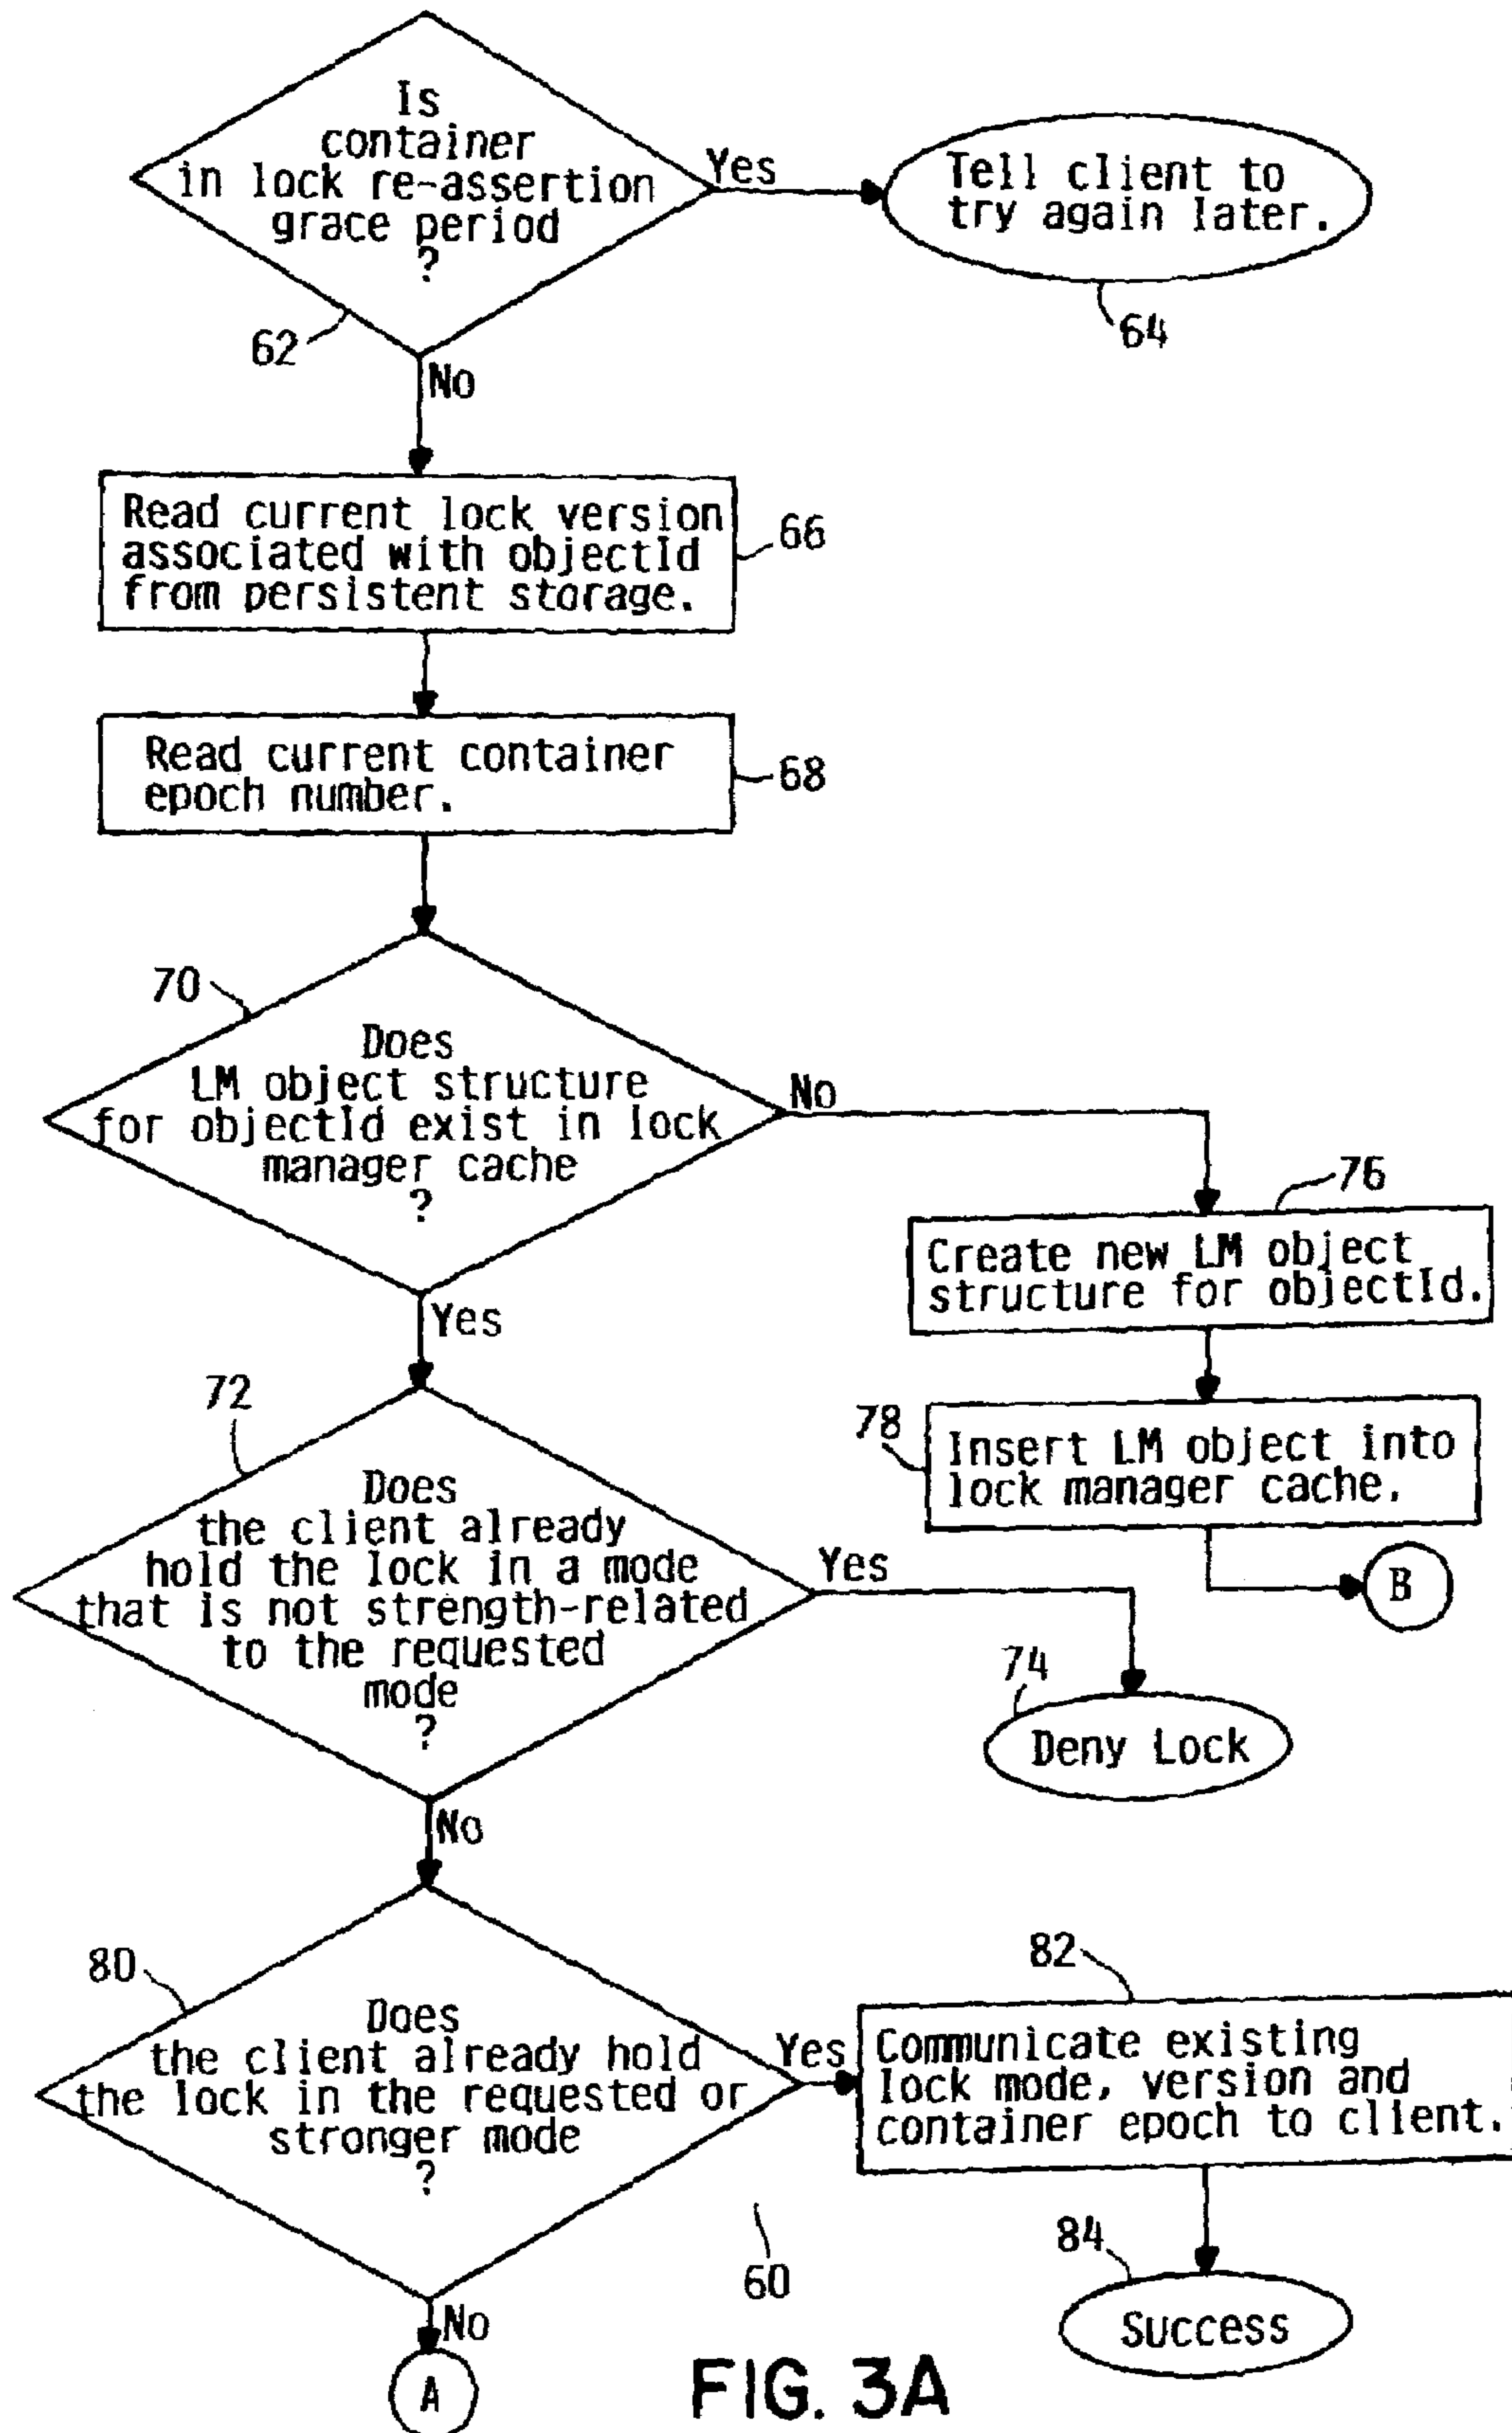 Is
container
in lock re-assertion
grace period
?
Yes
Tell client to
try again later.
62
64
No
Read current lock version
associated with objectId
from persistent storage.
66
Read current container
epoch number.
68
70
Does
LM object structure
for objectId exist in lock
manager cache
?
No
76
Create new LM object
structure for objectId.
Yes
72
78
Insert LM object into
lock manager cache.
Does
the client already
hold the lock in a mode
that is not strength-related
to the requested
mode
?
Yes
B
74
Deny Lock
No
80
82
Does
the client already hold
the lock in the requested or
stronger mode
?
Yes
Communicate existing
lock mode, version and
container epoch to client.
60
84
Success
No
A
FIG. 3A